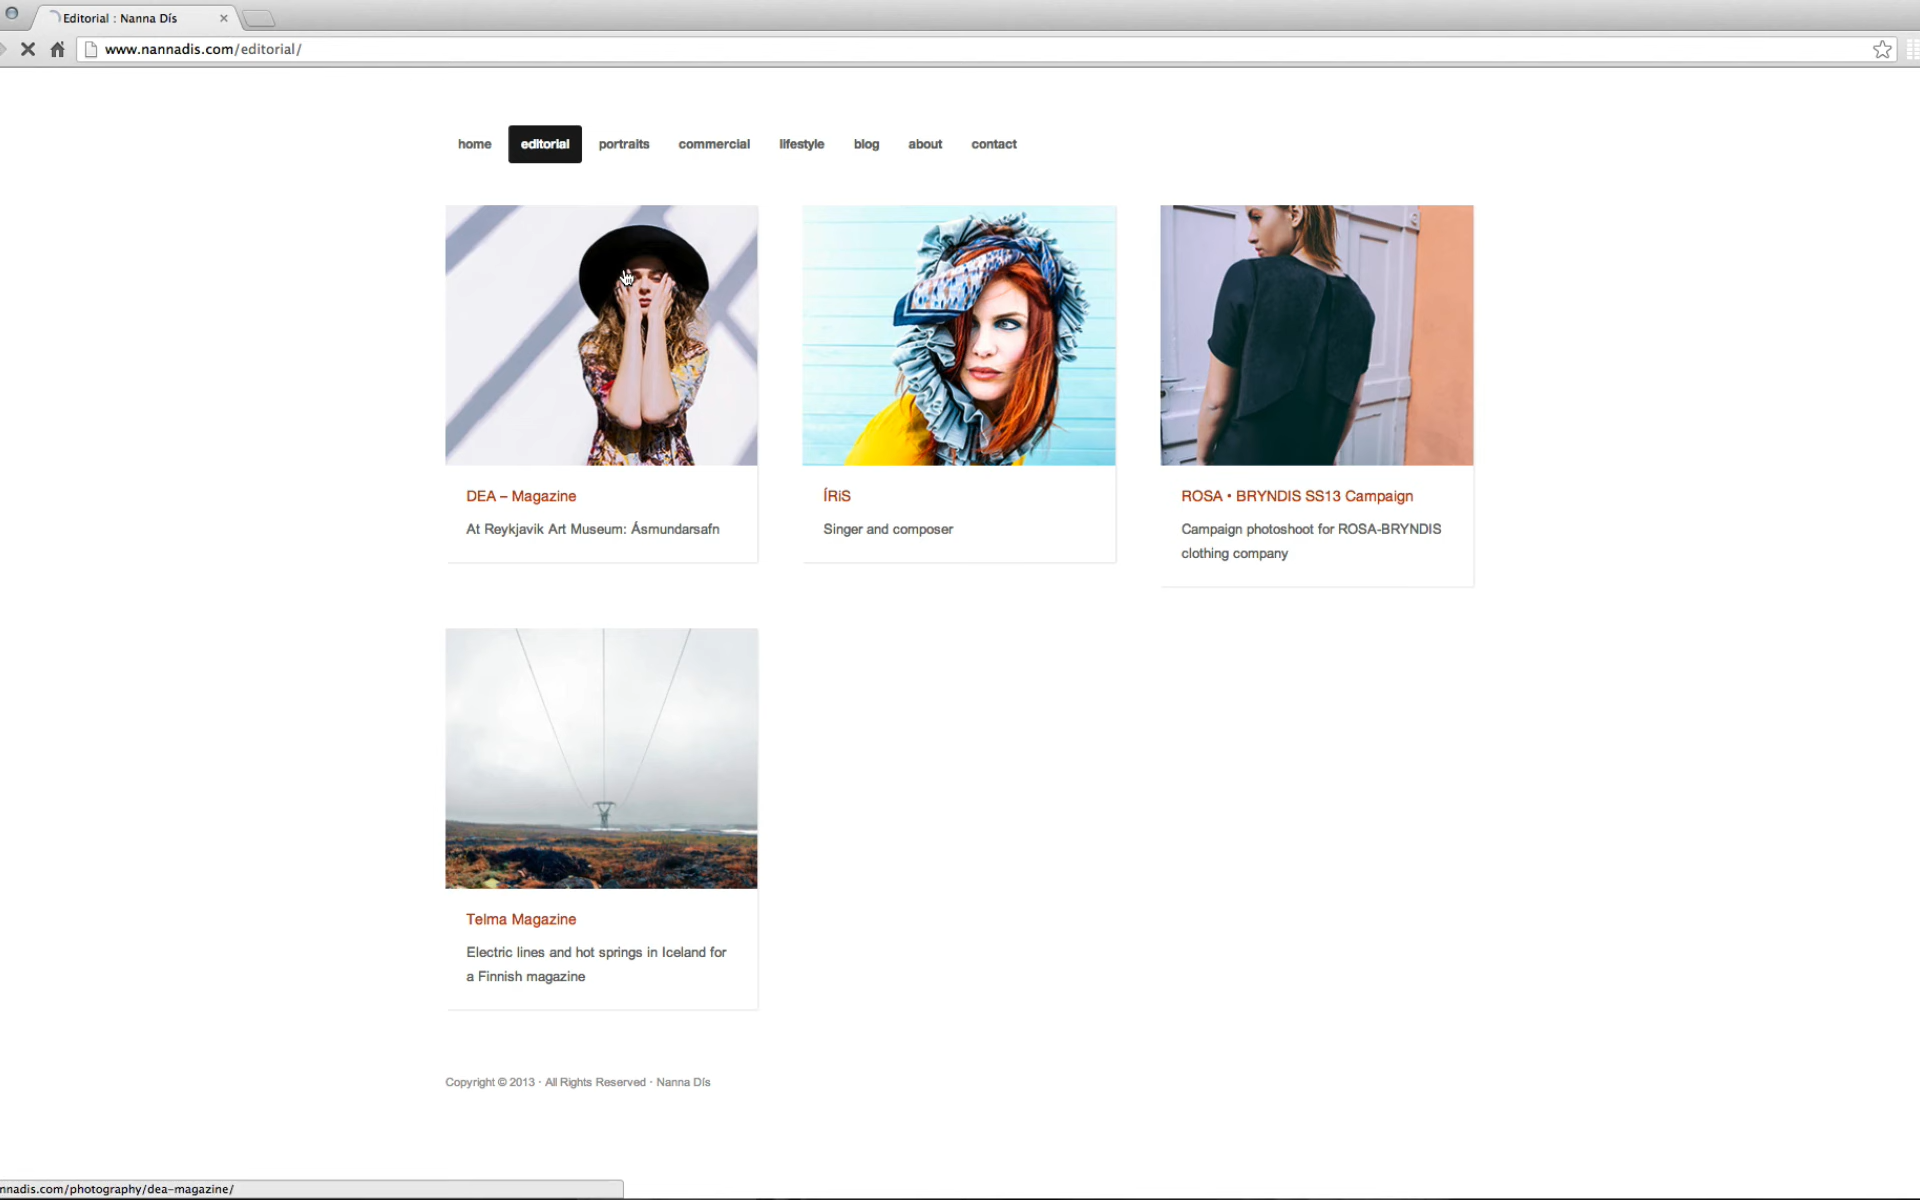 Editorial : Nanna Dís
www.nannadis.com/editorial/
home editorial portraits commercial lifestyle blog about contact
DEA – Magazine
At Reykjavik Art Museum: Ásmundarsafn
ÍRiS
Singer and composer
ROSA • BRYNDIS SS13 Campaign
Campaign photoshoot for ROSA-BRYNDIS
clothing company
Telma Magazine
Electric lines and hot springs in Iceland for
a Finnish magazine
Copyright © 2013 · All Rights Reserved · Nanna Dís
nnadis.com/photography/dea-magazine/